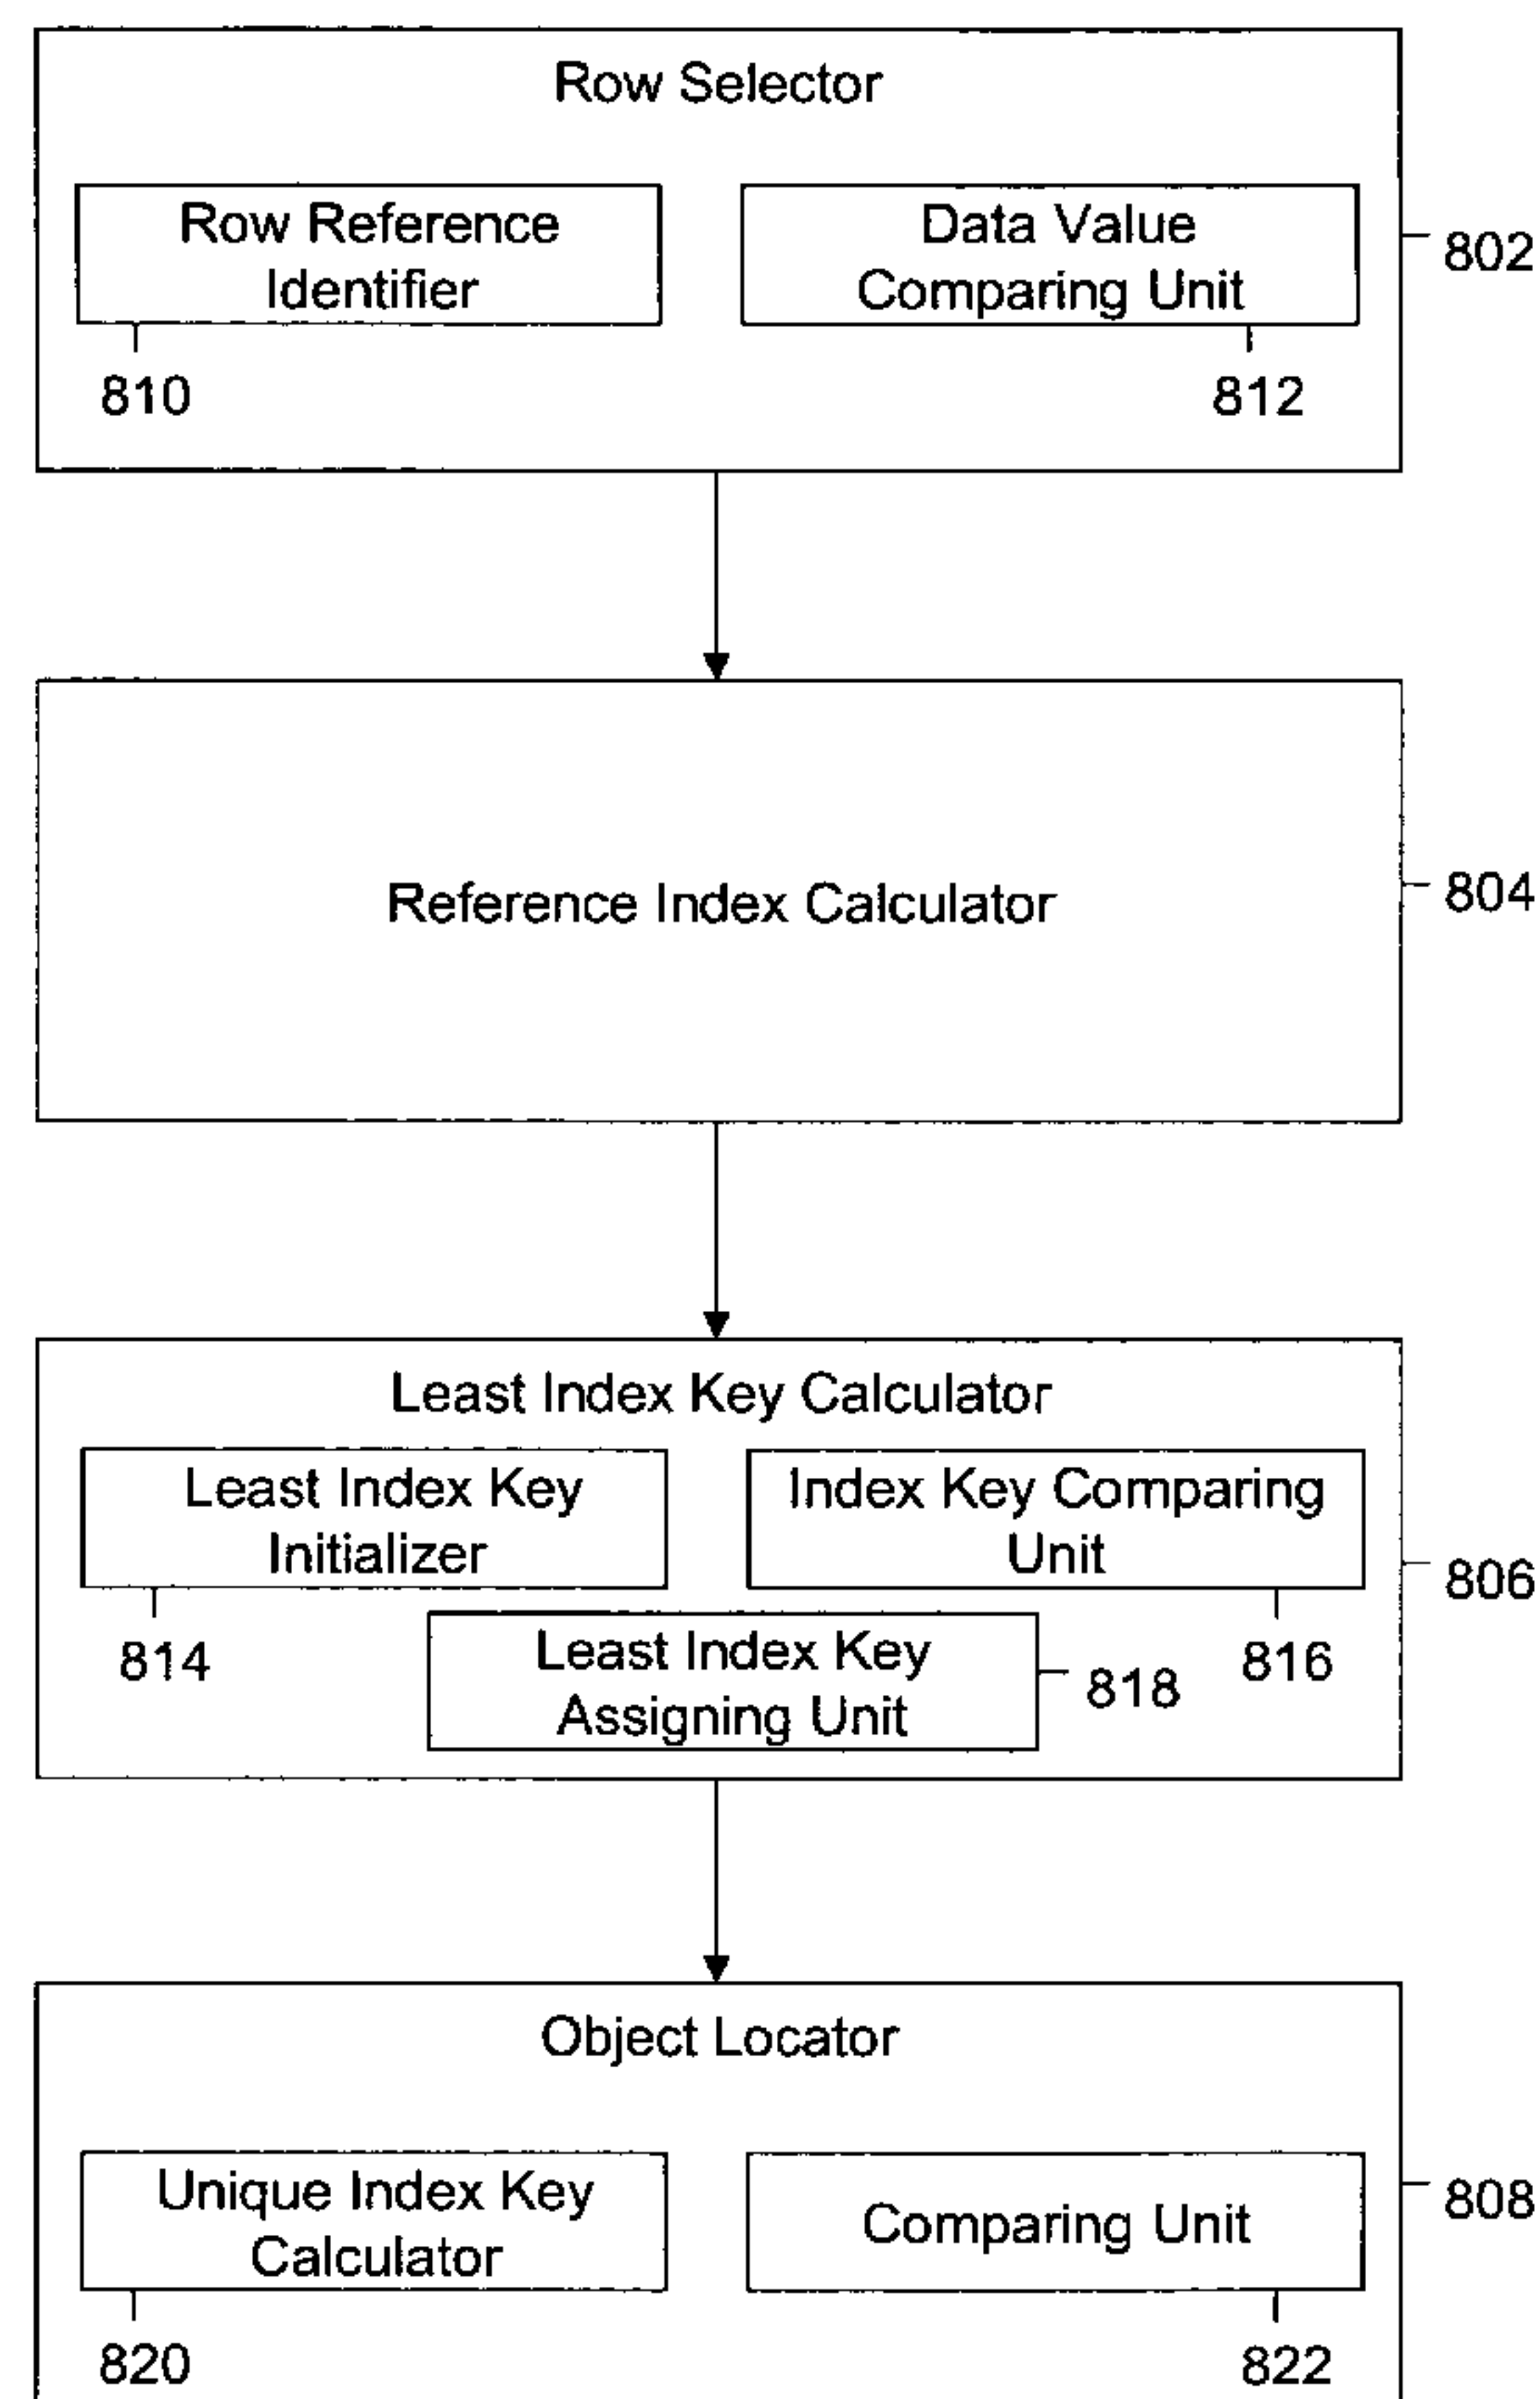 Row Selector
Row Reference
Identifier
Data Value
Comparing Unit
802
810
812
Reference Index Calculator
804
Least Index Key Calculator
Least Index Key
Initializer
Index Key Comparing
Unit
806
814
Least Index Key
Assigning Unit
818
816
Object Locator
Unique Index Key
Calculator
Comparing Unit
808
820
822